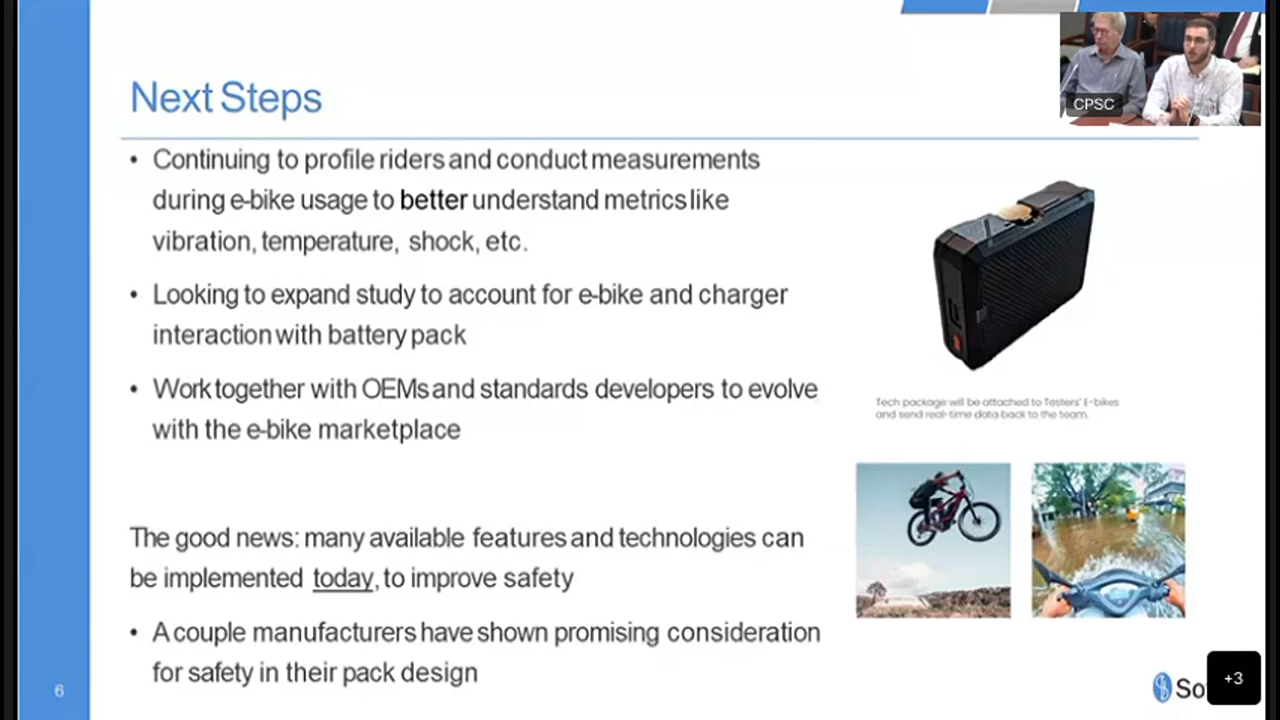 Next Steps
CPSC
• Continuing to profile riders and conduct measurements
during e-bike usage to better understand metrics like
vibration, temperature, shock, etc.
• Looking to expand study to account for e-bike and charger
interaction with battery pack
• Work together with OEMs and standards developers to evolve
with the e-bike marketplace
Tech package will be attached to Testers' E-bikes
and send real-time data back to the team.
The good news: many available features and technologies can
be implemented today, to improve safety
• A couple manufacturers have shown promising consideration
for safety in their pack design
6
+3